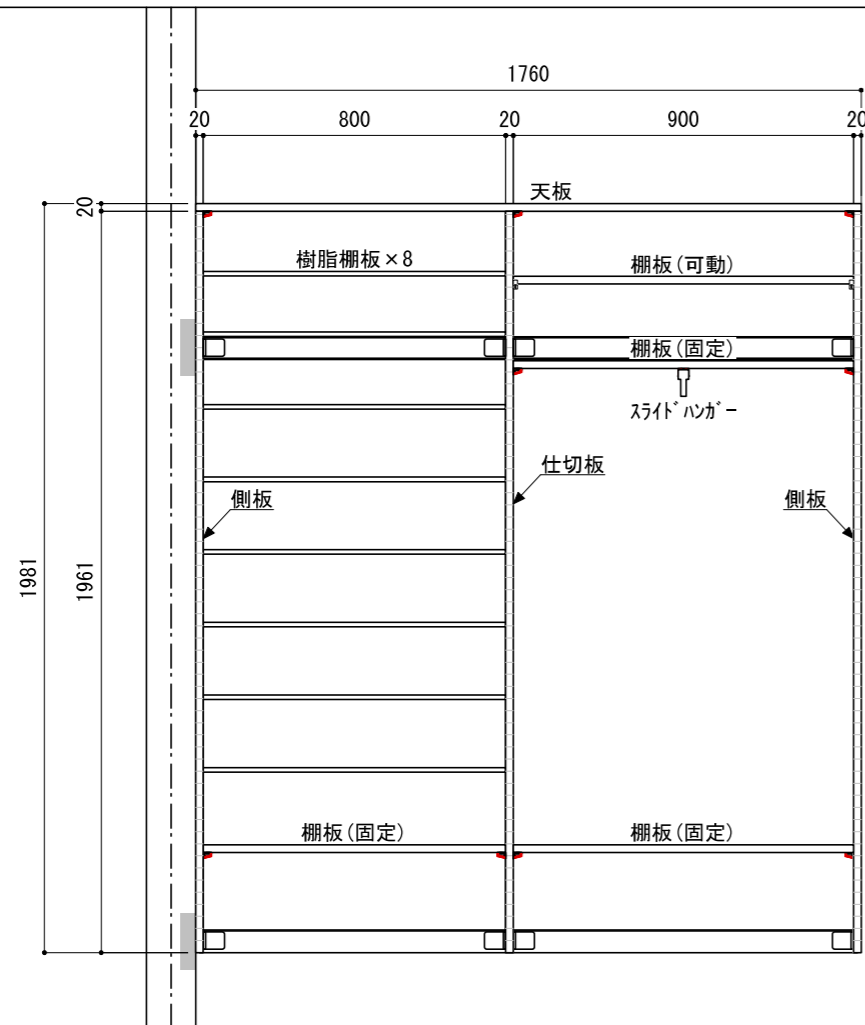 1760
20
800
20
900
20
天板
20
樹脂棚板×8
棚板(可動)
棚板(固定)
ｽﾗｲﾄﾞﾊﾝｶﾞｰ
仕切板
側板
側板
1981
1961
棚板(固定)
棚板(固定)